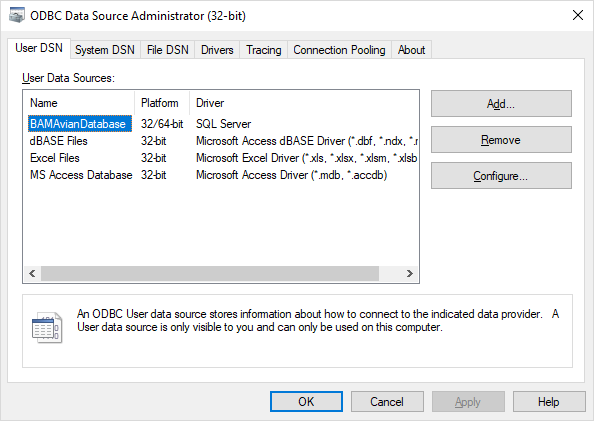 ODBC Data Source Administrator (32-bit)
User DSN System DSN File DSN Drivers Tracing Connection Pooling About
User Data Sources:
Name Platform Driver
BAMAvianDatabase 32/64-bit SQL Server
dBASE Files 32-bit Microsoft Access dBASE Driver (*.dbf, *.ndx, *.
Excel Files 32-bit Microsoft Excel Driver (*.xls, *.xlsx, *.xlsm, *.xlsb
MS Access Database 32-bit Microsoft Access Driver (*.mdb, *.accdb)
Add...
Remove
Configure...
An ODBC User data source stores information about how to connect to the indicated data provider. A
User data source is only visible to you and can only be used on this computer.
OK Cancel Apply Help